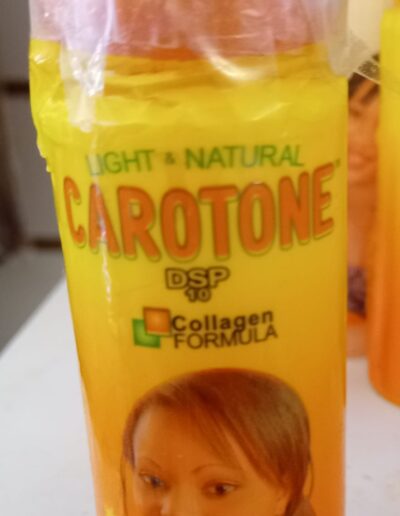 LIGHT & NATURAL
CAROTONE
DSP
10
Collagen
FORMULA